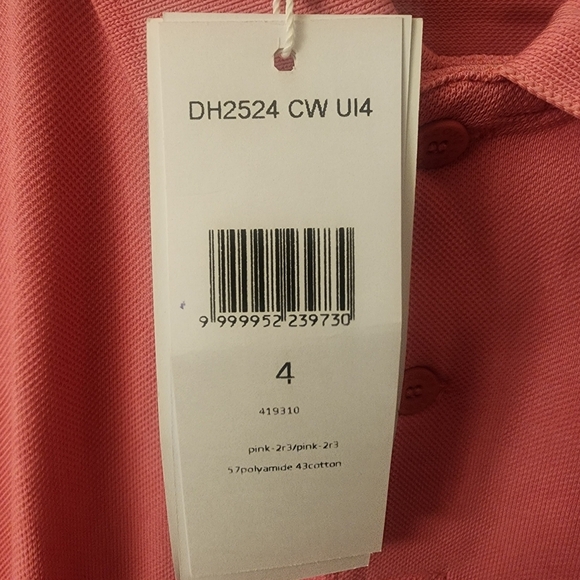 DH2524 CW UI4
9 999952 239730
4
419310
pink-2r3/pink-2r3
57polyamide 43cotton